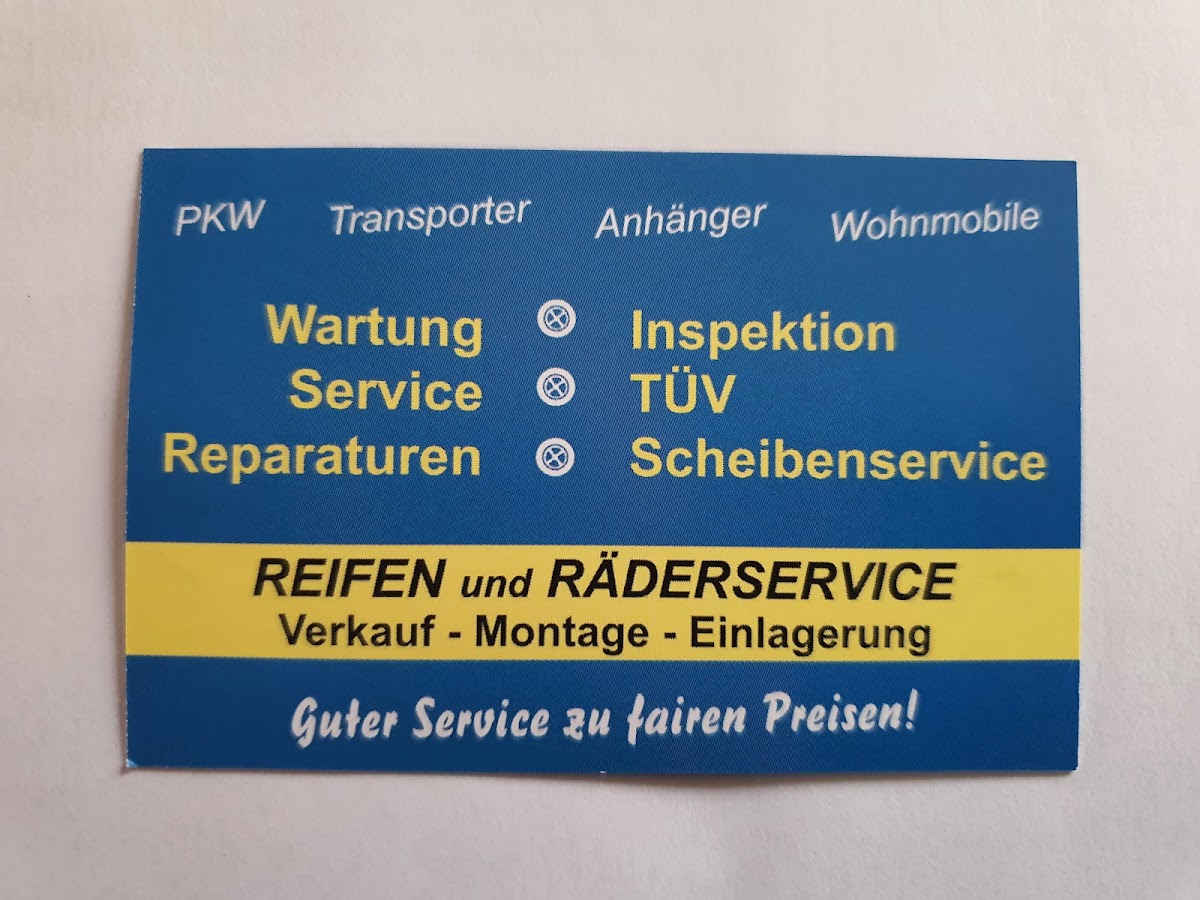 PKW Transporter Anhänger Wohnmobile
Wartung Inspektion
Service TÜV
Reparaturen Scheibenservice
REIFEN und RÄDERSERVICE
Verkauf - Montage - Einlagerung
Guter Service zu fairen Preisen!